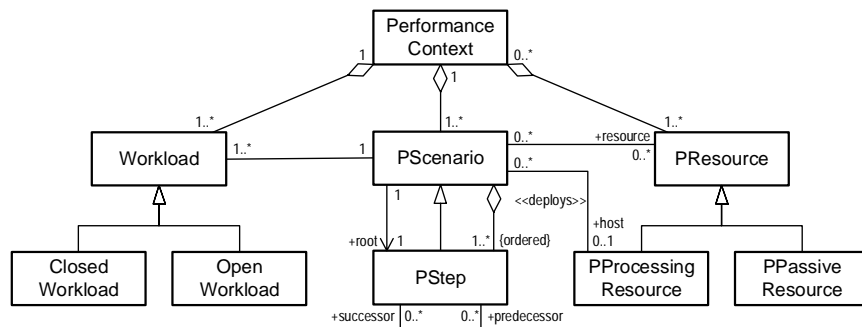 Performance
Context
1
1
0..*
1..*
1..*
1..*
Workload
1..*
1
PScenario
0..*
+resource
0..*
0..*
PResource
1
<<deploys>>
+root
1
1..*
{ordered}
+host
0..1
Closed
Workload
Open
Workload
PStep
PProcessing
Resource
PPassive
Resource
+successor
0..*
0..*
+predecessor